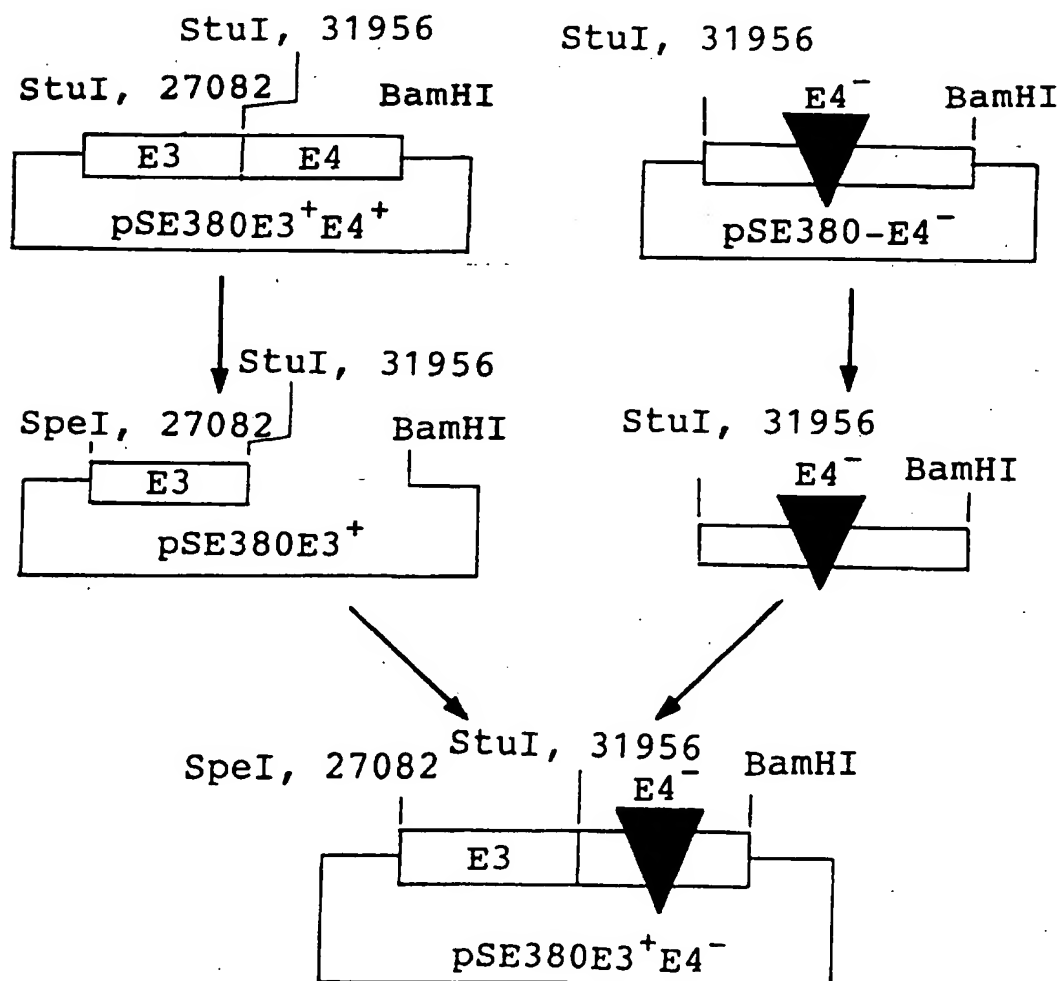 StuI, 31956
StuI, 27082
BamHI
E3
E4
pSE380E3⁺E4⁺
StuI, 31956
E4⁻
BamHI
pSE380-E4⁻
StuI, 31956
SpeI, 27082
BamHI
E3
pSE380E3⁺
StuI, 31956
E4⁻
BamHI
SpeI, 27082
StuI, 31956
E4⁻
BamHI
E3
pSE380E3⁺E4⁻